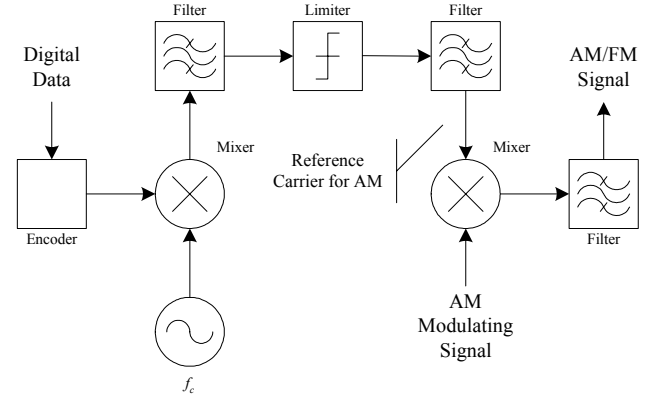 Filter
Limiter
Filter
Digital
Data
AM/FM
Signal
Mixer
Reference
Carrier for AM
Mixer
Encoder
Filter
AM
Modulating
Signal
f_c